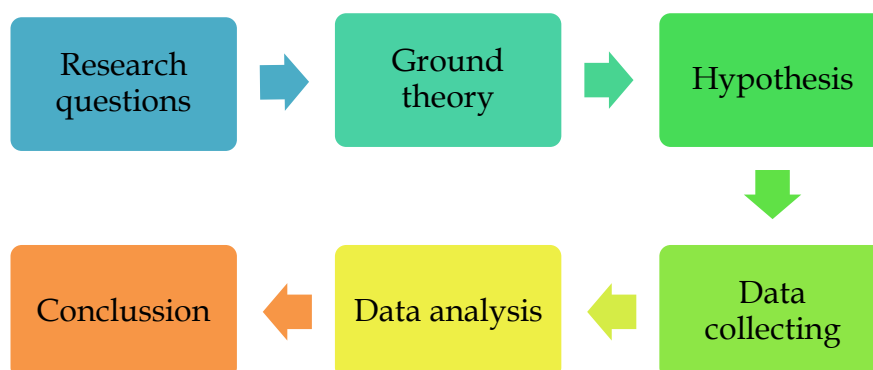 Research
questions
Ground
theory
Hypothesis
Data
collecting
Data analysis
Conclussion